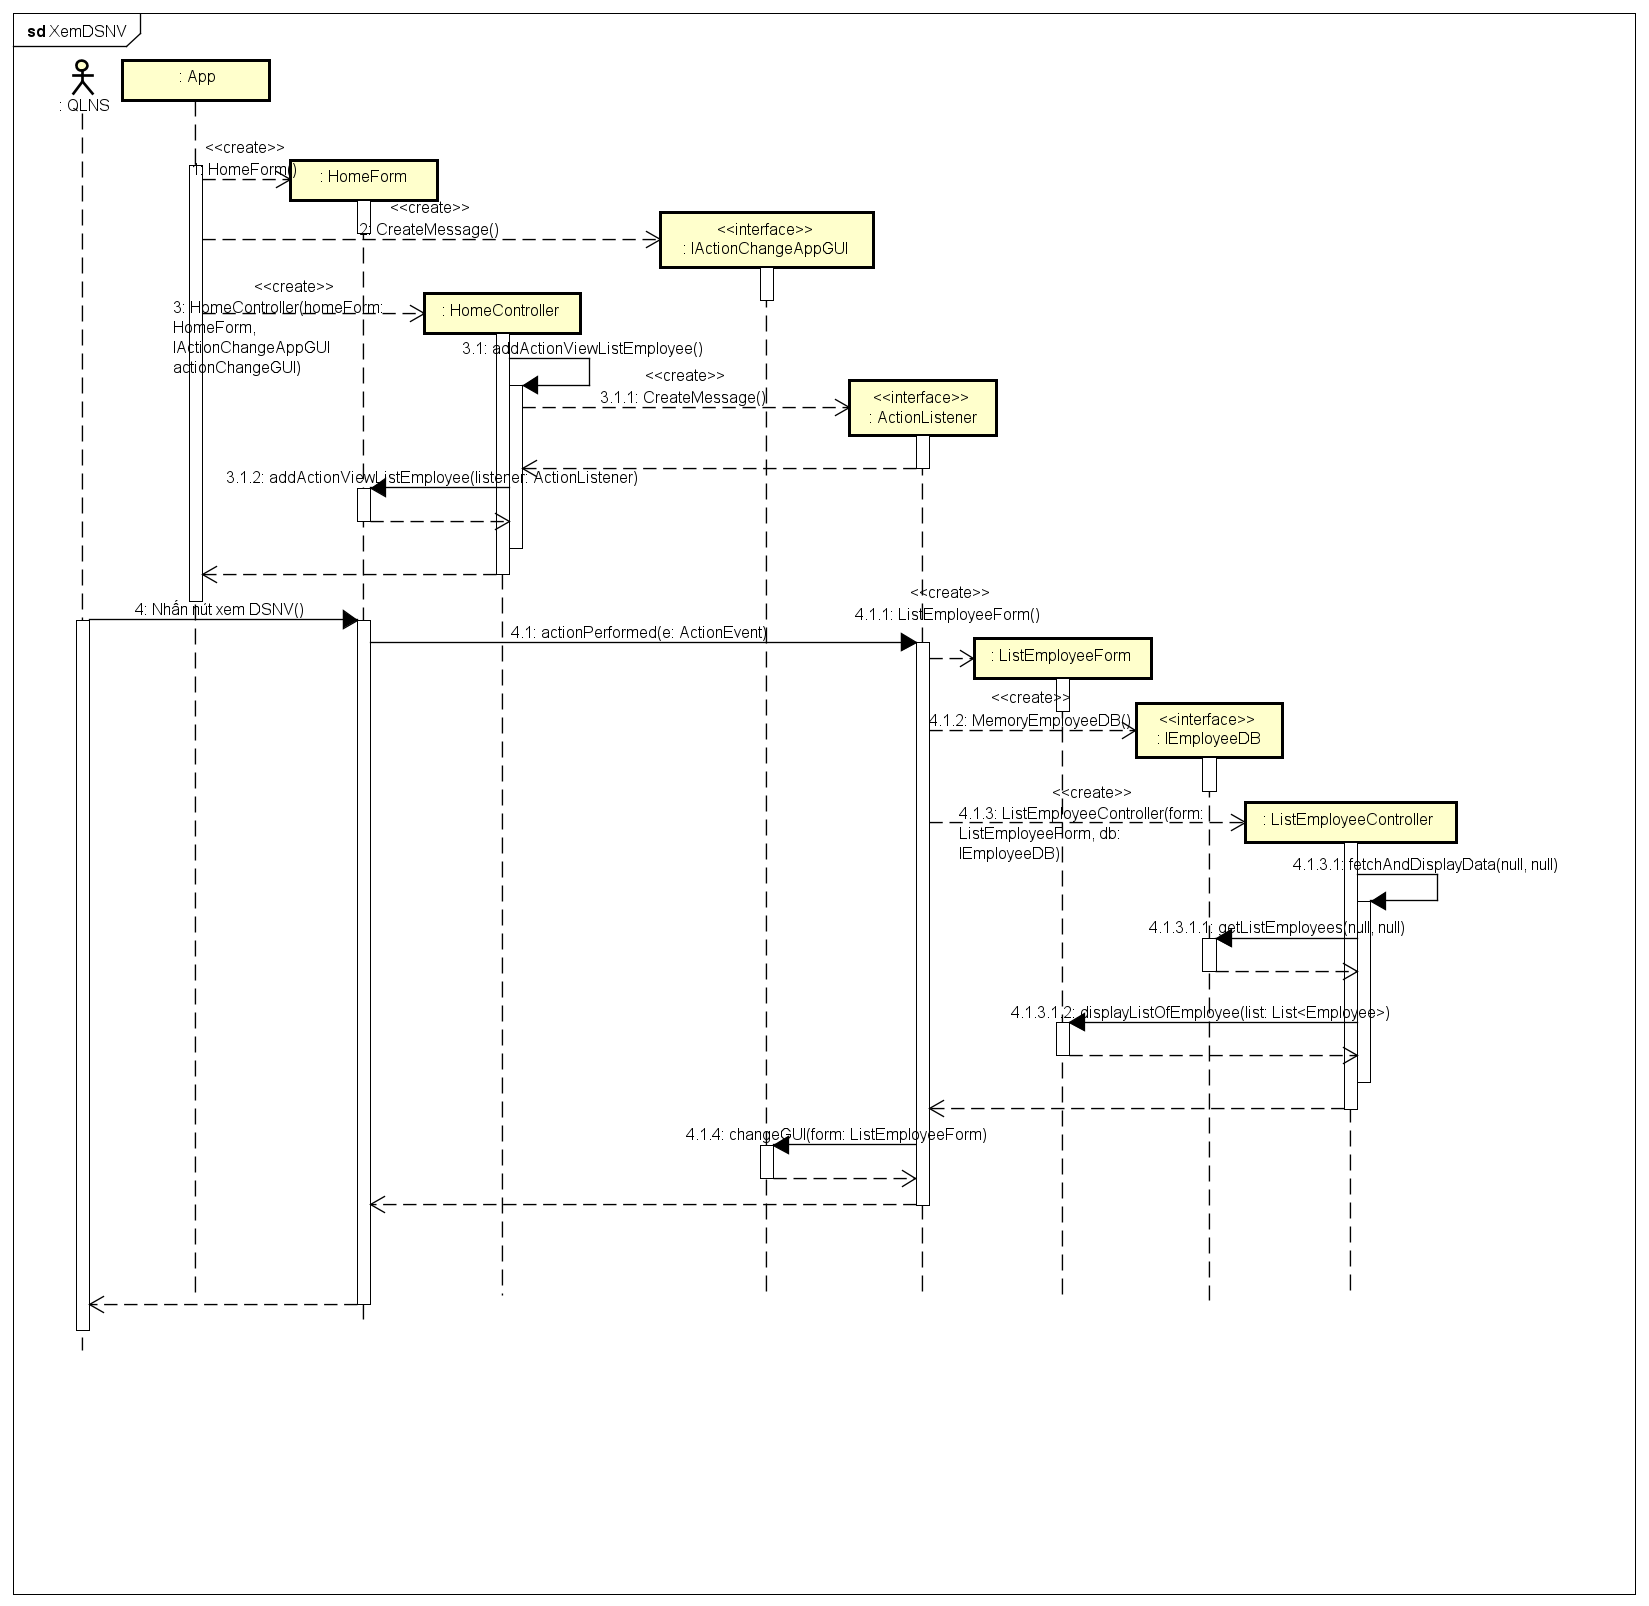 sd XemDSNV
: QLNS
: App
<<create>>
1: HomeForm()
: HomeForm
<<create>>
2: CreateMessage()
<<interface>>
: IActionChangeAppGUI
<<create>>
3: HomeController(homeForm:
HomeForm,
IActionChangeAppGUI
actionChangeGUI)
: HomeController
3.1: addActionViewListEmployee()
<<create>>
3.1.1: CreateMessage()
<<interface>>
: ActionListener
3.1.2: addActionViewListEmployee(listener: ActionListener)
4: Nhấn nút xem DSNV()
4.1: actionPerformed(e: ActionEvent)
<<create>>
4.1.1: ListEmployeeForm()
: ListEmployeeForm
<<create>>
4.1.2: MemoryEmployeeDB()
<<interface>>
: IEmployeeDB
<<create>>
4.1.3: ListEmployeeController(form:
ListEmployeeForm, db:
IEmployeeDB)
: ListEmployeeController
4.1.3.1: fetchAndDisplayData(null, null)
4.1.3.1.1: getListEmployees(null, null)
4.1.3.1.2: displayListOfEmployee(list: List<Employee>)
4.1.4: changeGUI(form: ListEmployeeForm)